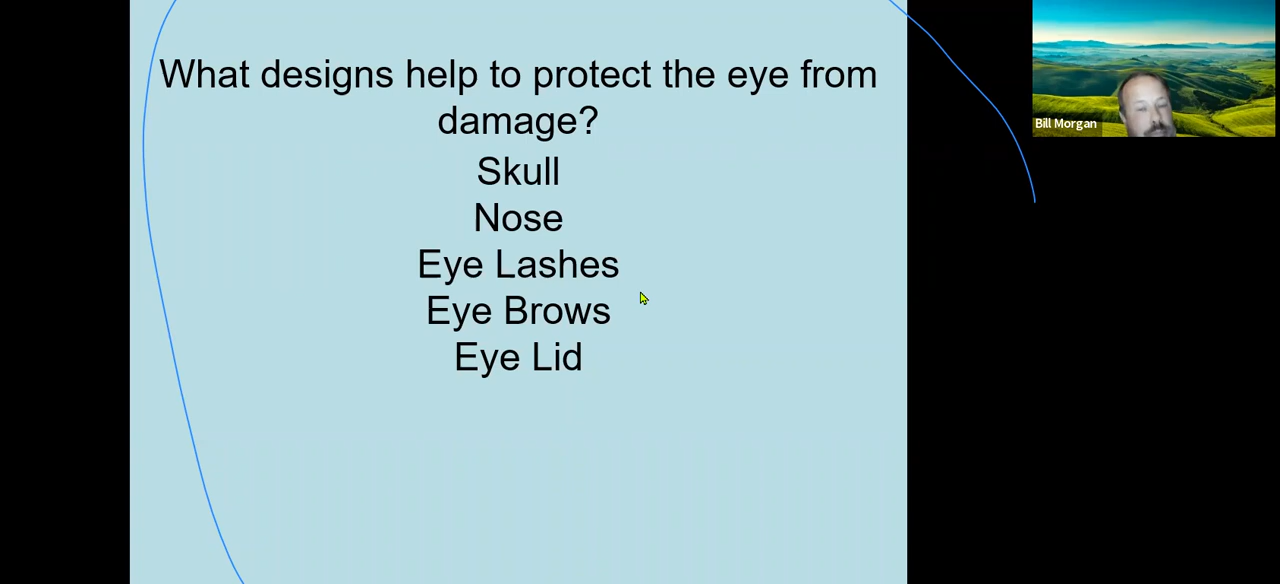 What designs help to protect the eye from
damage?
Skull
Nose
Eye Lashes
Eye Brows
Eye Lid
Bill Morgan